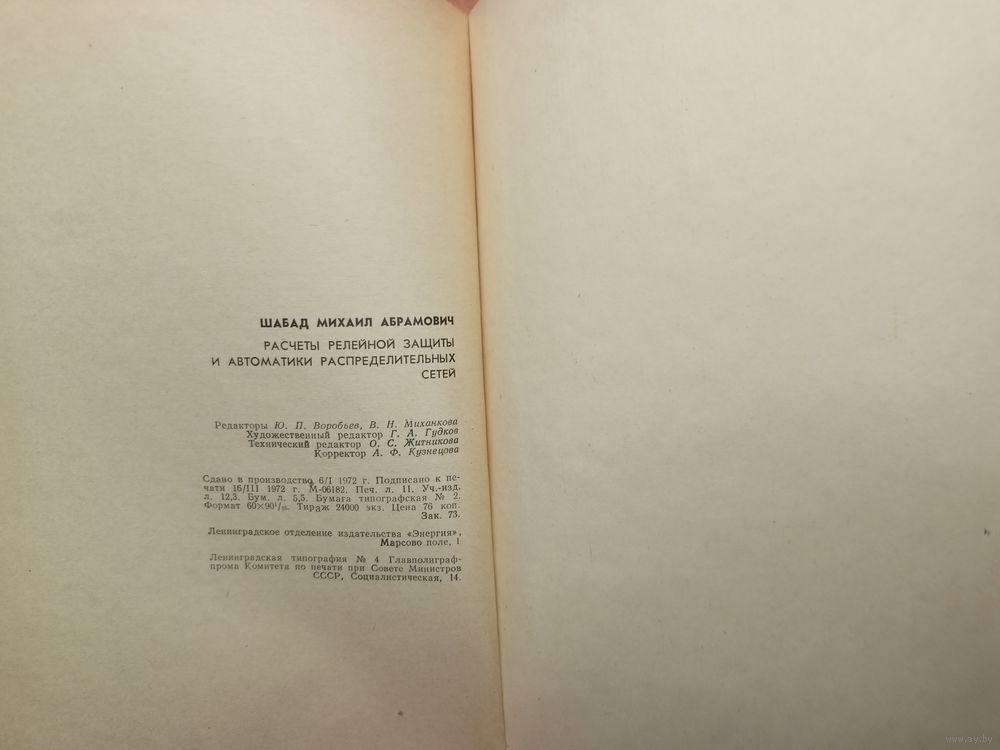 ШАБАД МИХАИЛ АБРАМОВИЧ
РАСЧЕТЫ РЕЛЕЙНОЙ ЗАЩИТЫ
И АВТОМАТИКИ РАСПРЕДЕЛИТЕЛЬНЫХ
СЕТЕЙ
Редакторы Ю. П. Воробьев, В. Н. Миханкова
Художественный редактор Г. А. Гудков
Технический редактор О. С. Житникова
Корректор А. Ф. Кузнецова
Сдано в производство 6/I 1972 г. Подписано к пе-
чати 16/III 1972 г. М-06182. Печ. л. 11. Уч.-изд.
л. 12,3. Бум. л. 5,5. Бумага типографская № 2.
Формат 60×90¹/₁₆. Тираж 24000 экз. Цена 76 коп.
Зак. 73.
Ленинградское отделение издательства «Энергия»,
Марсово поле, 1
Ленинградская типография № 4 Главполиграф-
прома Комитета по печати при Совете Министров
СССР, Социалистическая, 14.
www.ay.by